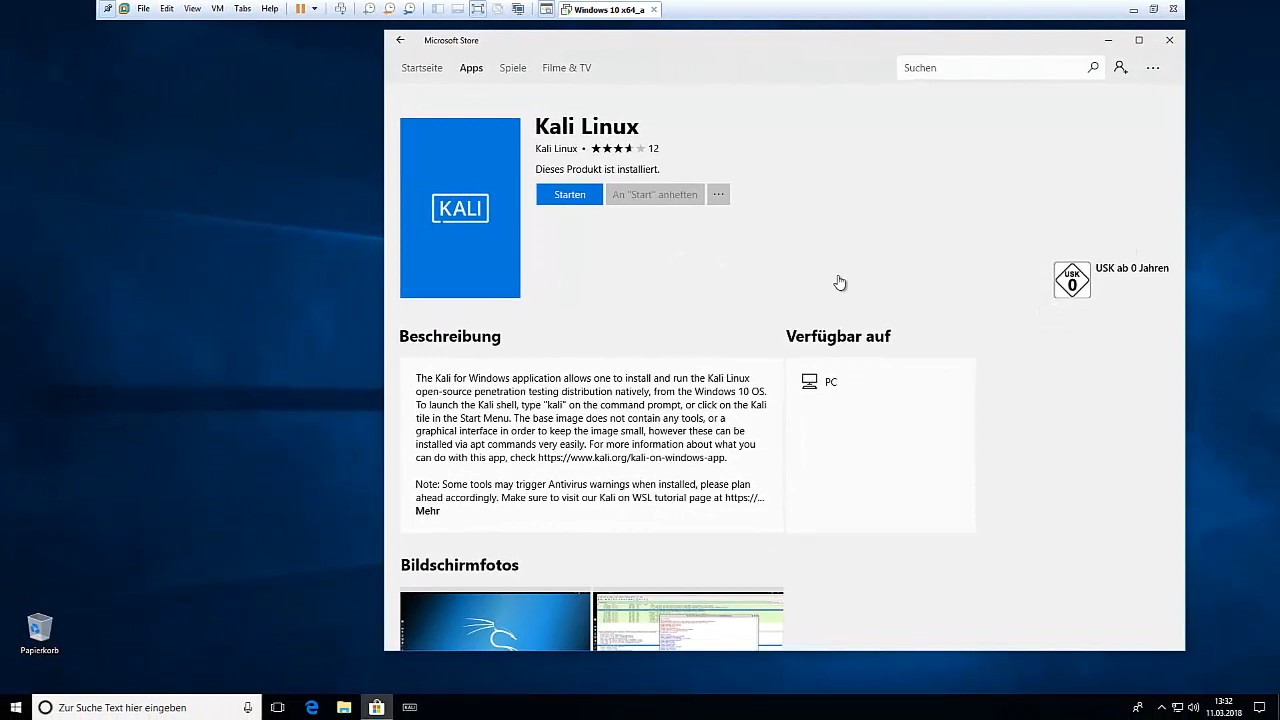 File Edit View VM Tabs Help
Windows 10 x64_a
Microsoft Store
Startseite Apps Spiele Filme & TV
Suchen
KALI
Kali Linux
Kali Linux • 12
Dieses Produkt ist installiert.
Starten An "Start" anheften ...
USK
0
USK ab 0 Jahren
Beschreibung
The Kali for Windows application allows one to install and run the Kali Linux
open-source penetration testing distribution natively, from the Windows 10 OS.
To launch the Kali shell, type "kali" on the command prompt, or click on the Kali
tile in the Start Menu. The base image does not contain any tools, or a
graphical interface in order to keep the image small, however these can be
installed via apt commands very easily. For more information about what you
can do with this app, check https://www.kali.org/kali-on-windows-app.
Note: Some tools may trigger Antivirus warnings when installed, please plan
ahead accordingly. Make sure to visit our Kali on WSL tutorial page at https://...
Mehr
Verfügbar auf
PC
Bildschirmfotos
Papierkorb
Zur Suche Text hier eingeben
KALI
13:32
11.03.2018